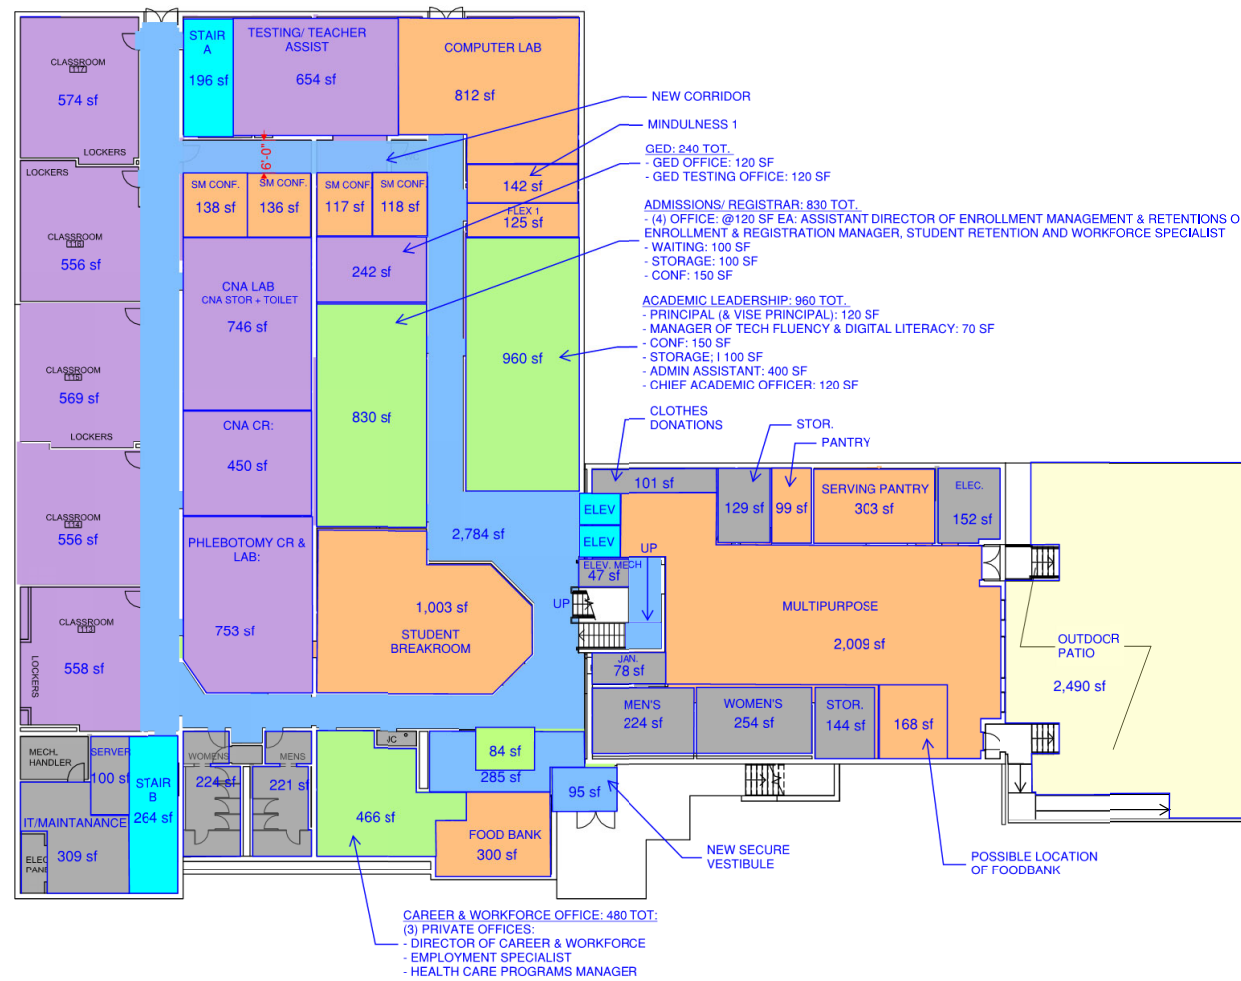 STAIR
A
196 sf
TESTING/ TEACHER
ASSIST
654 sf
COMPUTER LAB
812 sf
CLASSROOM
117
574 sf
LOCKERS
LOCKERS
CLASSROOM
116
556 sf
CLASSROOM
115
569 sf
LOCKERS
CLASSROOM
114
556 sf
CLASSROOM
113
558 sf
LOCKERS
9'-0"
SM CONF.
138 sf
SM CONF.
136 sf
SM CONF.
117 sf
SM CONF.
118 sf
142 sf
FLEX 1
125 sf
242 sf
CNA LAB
CNA STOR + TOILET
746 sf
CNA CR:
450 sf
PHLEBOTOMY CR &
LAB:
753 sf
830 sf
960 sf
2,784 sf
1,003 sf
STUDENT
BREAKROOM
NEW CORRIDOR
MINDULNESS 1
GED: 240 TOT.
- GED OFFICE: 120 SF
- GED TESTING OFFICE: 120 SF
ADMISSIONS/ REGISTRAR: 830 TOT.
- (4) OFFICE: @120 SF EA: ASSISTANT DIRECTOR OF ENROLLMENT MANAGEMENT & RETENTIONS O
ENROLLMENT & REGISTRATION MANAGER, STUDENT RETENTION AND WORKFORCE SPECIALIST
- WAITING: 100 SF
- STORAGE: 100 SF
- CONF: 150 SF
ACADEMIC LEADERSHIP: 960 TOT.
- PRINCIPAL (& VISE PRINCIPAL): 120 SF
- MANAGER OF TECH FLUENCY & DIGITAL LITERACY: 70 SF
- CONF: 150 SF
- STORAGE; I 100 SF
- ADMIN ASSISTANT: 400 SF
- CHIEF ACADEMIC OFFICER: 120 SF
CLOTHES
DONATIONS
STOR.
PANTRY
101 sf
129 sf
99 sf
SERVING PANTRY
303 sf
ELEC.
152 sf
ELEV
ELEV
UP
ELEV. MECH
47 sf
UP
MULTIPURPOSE
2,009 sf
JAN.
78 sf
MEN'S
224 sf
WOMEN'S
254 sf
STOR.
144 sf
168 sf
OUTDOOR
PATIO
2,490 sf
MECH.
HANDLER
SERVER
100 sf
STAIR
B
264 sf
IT/MAINTANANCE
309 sf
ELEC
PANE
WOMENS
224 sf
MENS
221 sf
JC
466 sf
84 sf
285 sf
95 sf
FOOD BANK
300 sf
NEW SECURE
VESTIBULE
POSSIBLE LOCATION
OF FOODBANK
CAREER & WORKFORCE OFFICE: 480 TOT:
(3) PRIVATE OFFICES:
- DIRECTOR OF CAREER & WORKFORCE
- EMPLOYMENT SPECIALIST
- HEALTH CARE PROGRAMS MANAGER